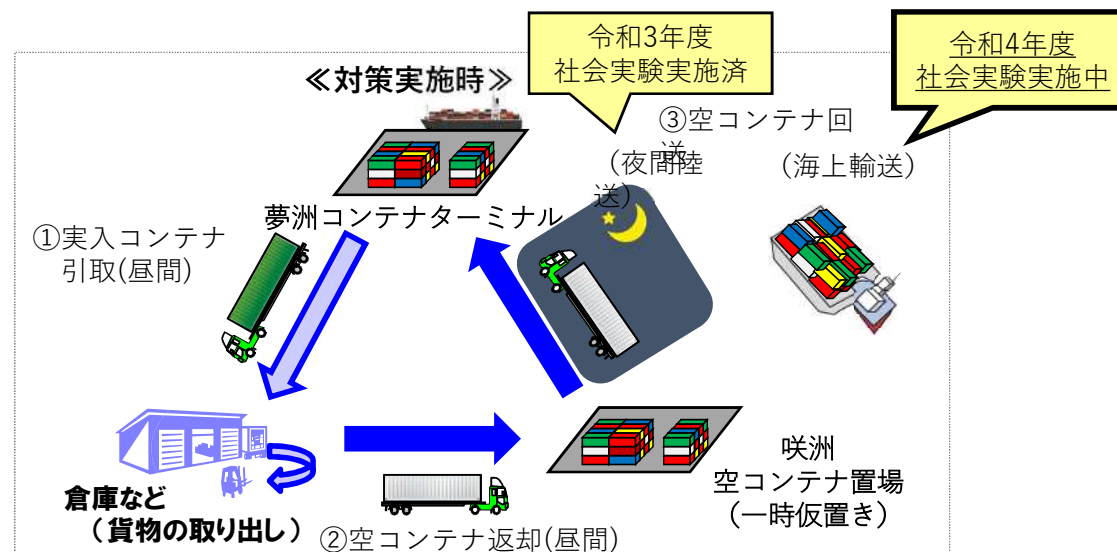 令和3年度
社会実験実施済
令和4年度
社会実験実施中
≪対策実施時≫
③空コンテナ回
送
（夜間陸
送）
（海上輸送）
夢洲コンテナターミナル
①実入コンテナ
引取(昼間)
咲洲
空コンテナ置場
（一時仮置き）
倉庫など
（貨物の取り出し）
②空コンテナ返却(昼間)